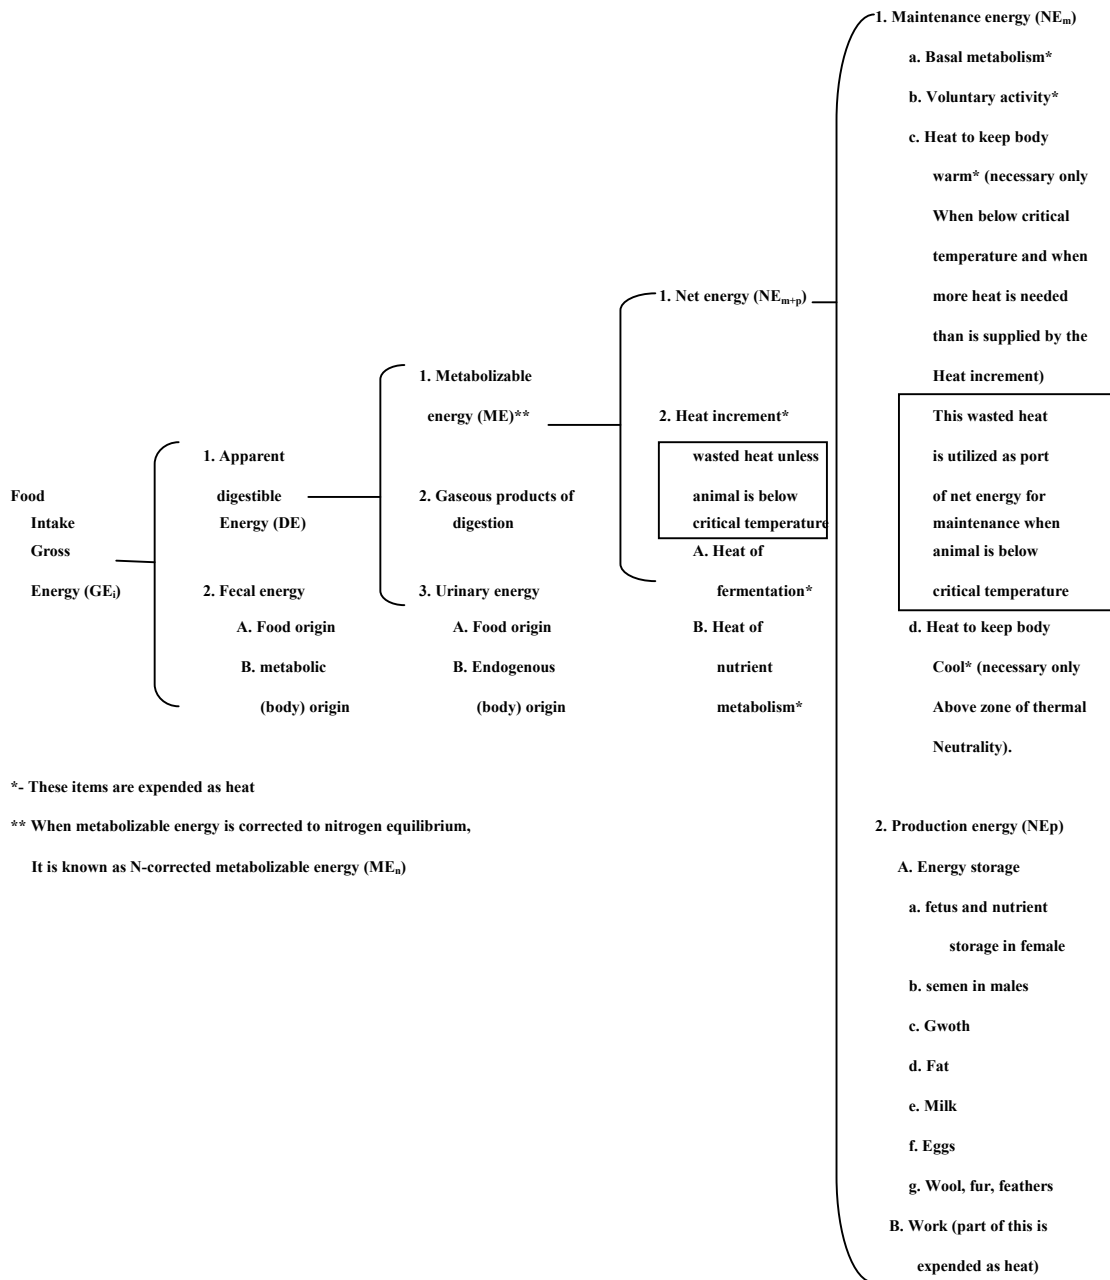 Food
Intake
Gross
Energy (GEi)
1. Apparent
digestible
Energy (DE)
2. Fecal energy
A. Food origin
B. metabolic
(body) origin
1. Metabolizable
energy (ME)**
2. Gaseous products of
digestion
3. Urinary energy
A. Food origin
B. Endogenous
(body) origin
1. Net energy (NEm+p)
2. Heat increment*
wasted heat unless
animal is below
critical temperature
A. Heat of
fermentation*
B. Heat of
nutrient
metabolism*
1. Maintenance energy (NEm)
a. Basal metabolism*
b. Voluntary activity*
c. Heat to keep body
warm* (necessary only
When below critical
temperature and when
more heat is needed
than is supplied by the
Heat increment)
This wasted heat
is utilized as port
of net energy for
maintenance when
animal is below
critical temperature
d. Heat to keep body
Cool* (necessary only
Above zone of thermal
Neutrality).
2. Production energy (NEp)
A. Energy storage
a. fetus and nutrient
storage in female
b. semen in males
c. Gwoth
d. Fat
e. Milk
f. Eggs
g. Wool, fur, feathers
B. Work (part of this is
expended as heat)
*- These items are expended as heat
** When metabolizable energy is corrected to nitrogen equilibrium,
It is known as N-corrected metabolizable energy (MEn)